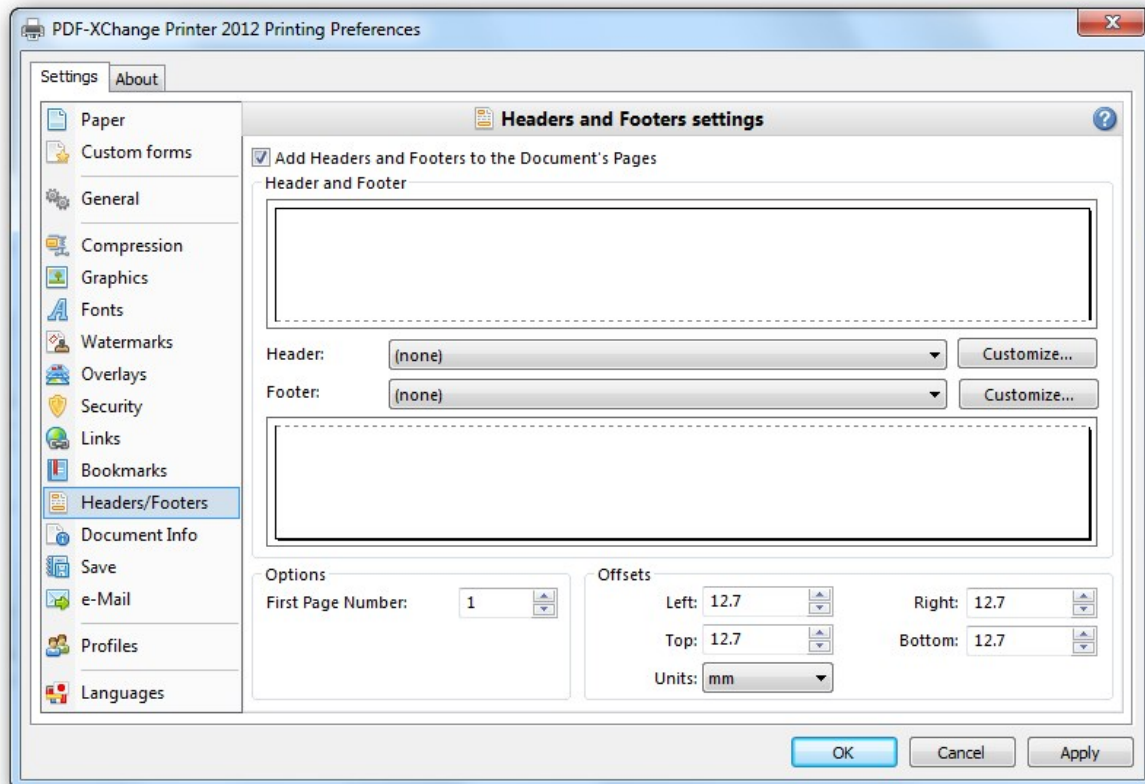 PDF-XChange Printer 2012 Printing Preferences
Settings
About
Paper
Custom forms
General
Compression
Graphics
Fonts
Watermarks
Overlays
Security
Links
Bookmarks
Headers/Footers
Document Info
Save
e-Mail
Profiles
Languages
Headers and Footers settings
Add Headers and Footers to the Document's Pages
Header and Footer
Header: (none) Customize...
Footer: (none) Customize...
Options
First Page Number: 1
Offsets
Left: 12.7 Right: 12.7
Top: 12.7 Bottom: 12.7
Units: mm
OK Cancel Apply